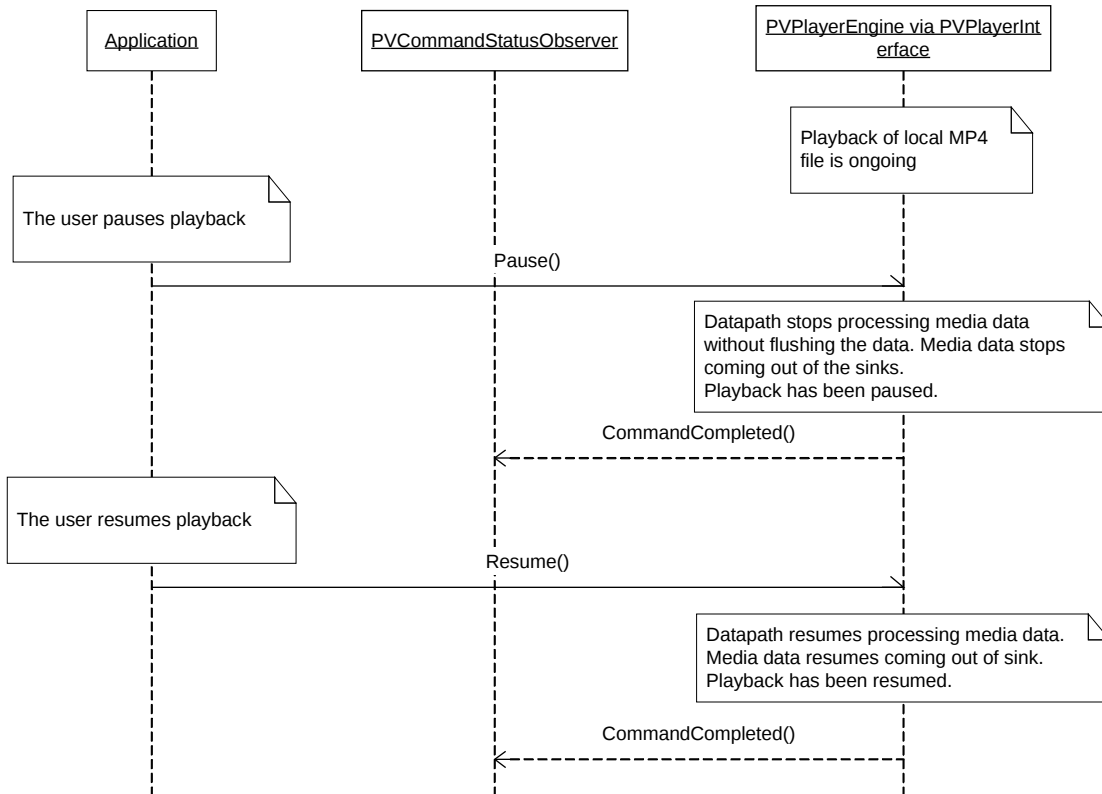 Application
PVCommandStatusObserver
PVPlayerEngine via PVPlayerInt
erface
Playback of local MP4
file is ongoing
The user pauses playback
Pause()
Datapath stops processing media data
without flushing the data. Media data stops
coming out of the sinks.
Playback has been paused.
CommandCompleted()
The user resumes playback
Resume()
Datapath resumes processing media data.
Media data resumes coming out of sink.
Playback has been resumed.
CommandCompleted()